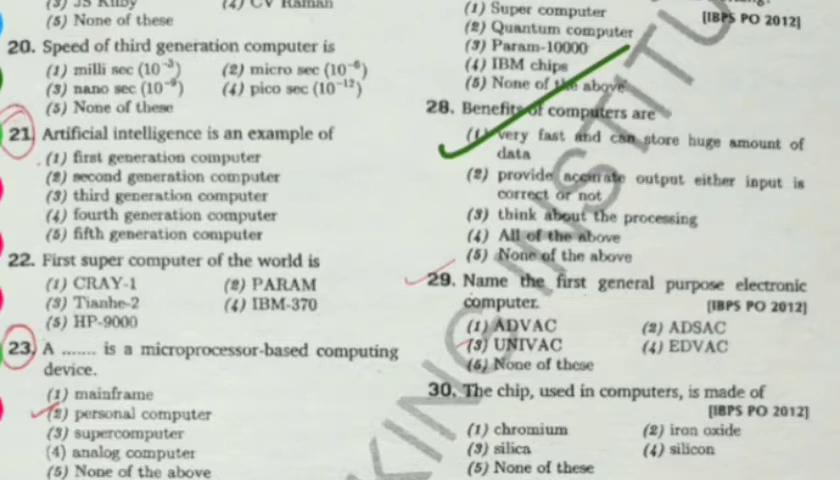 (3) JS Kilby (4) CV Raman
(5) None of these
20. Speed of third generation computer is
(1) milli sec (10⁻³) (2) micro sec (10⁻⁶)
(3) nano sec (10⁻⁹) (4) pico sec (10⁻¹²)
(5) None of these
21. Artificial intelligence is an example of
(1) first generation computer
(2) second generation computer
(3) third generation computer
(4) fourth generation computer
(5) fifth generation computer
22. First super computer of the world is
(1) CRAY-1 (2) PARAM
(3) Tianhe-2 (4) IBM-370
(5) HP-9000
23. A ....... is a microprocessor-based computing
device.
(1) mainframe
(2) personal computer
(3) supercomputer
(4) analog computer
(5) None of the above
(1) Super computer [IBPS PO 2012]
(2) Quantum computer
(3) Param-10000
(4) IBM chips
(5) None of the above
28. Benefits of computers are
(1) very fast and can store huge amount of
data
(2) provide accurate output either input is
correct or not
(3) think about the processing
(4) All of the above
(5) None of the above
29. Name the first general purpose electronic
computer. [IBPS PO 2012]
(1) ADVAC (2) ADSAC
(3) UNIVAC (4) EDVAC
(5) None of these
30. The chip, used in computers, is made of
[IBPS PO 2012]
(1) chromium (2) iron oxide
(3) silica (4) silicon
(5) None of these
KING INSTITU